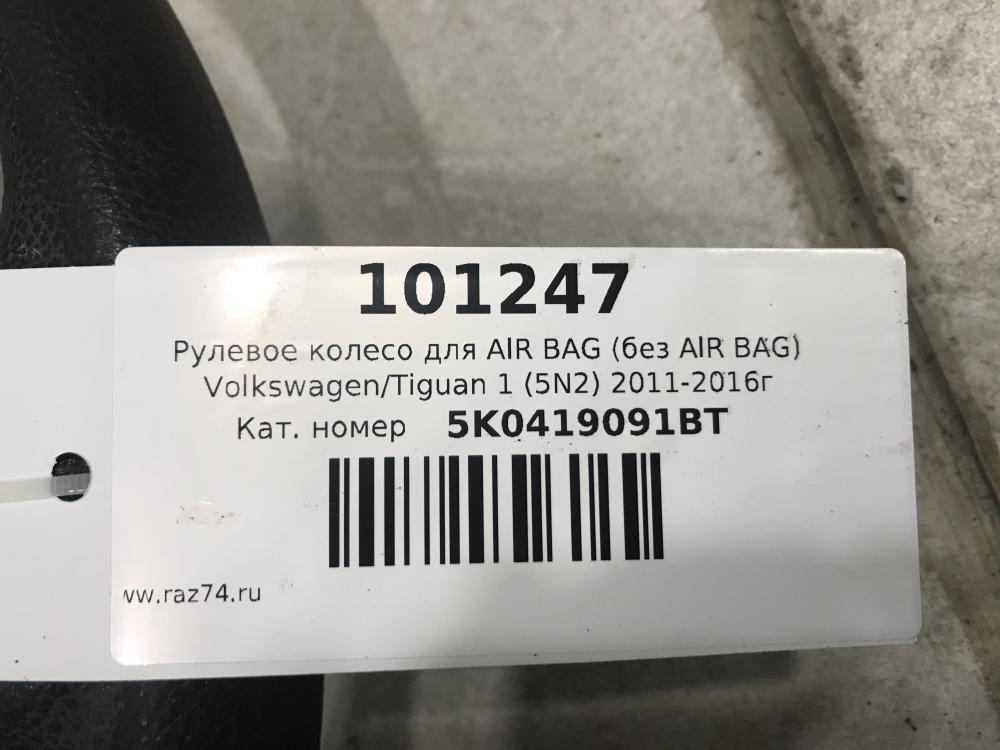 101247
Рулевое колесо для AIR BAG (без AIR BAG)
Volkswagen/Tiguan 1 (5N2) 2011-2016г
Кат. номер 5K0419091BT
ww.raz74.ru